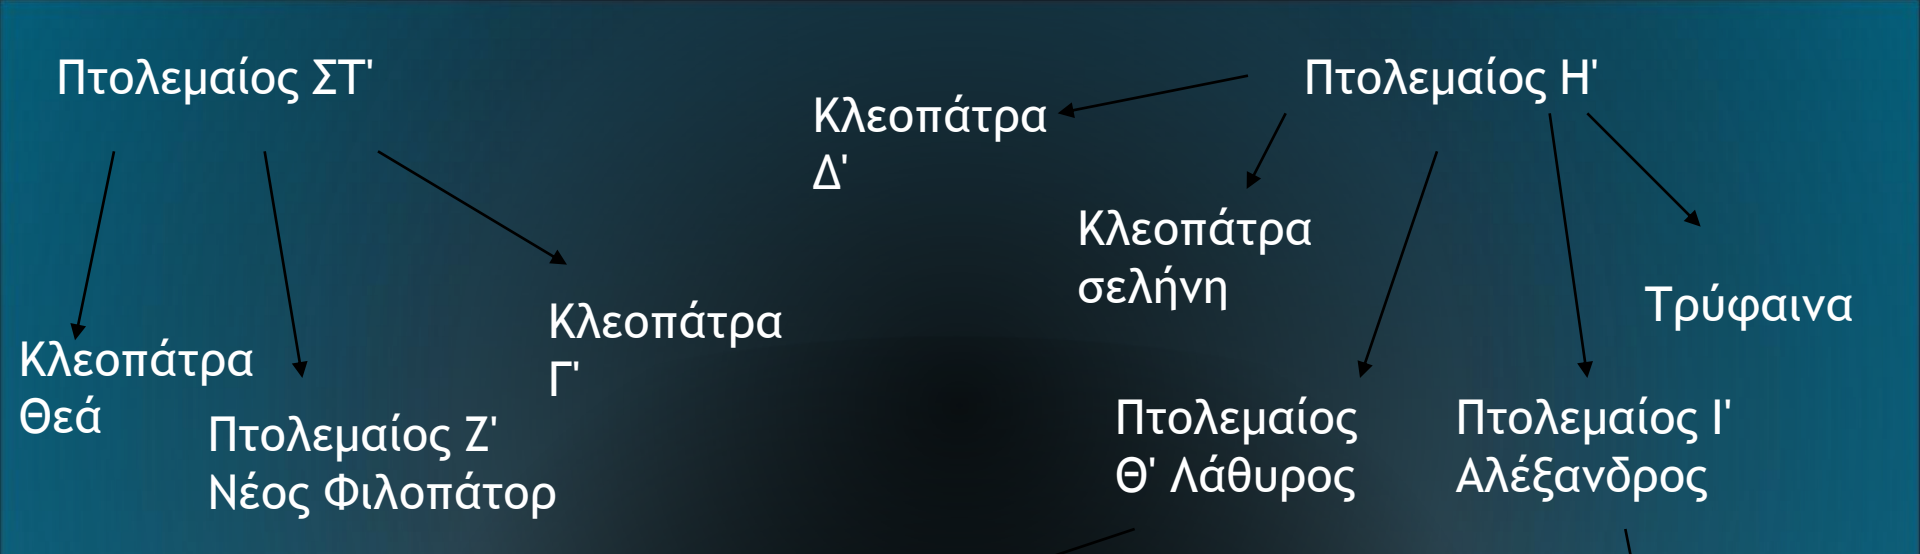 Πτολεμαίος ΣΤ'
Πτολεμαίος Η'
Κλεοπάτρα
Δ'
Κλεοπάτρα
σελήνη
Τρύφαινα
Κλεοπάτρα
Γ'
Κλεοπάτρα
Θεά
Πτολεμαίος Ζ'
Νέος Φιλοπάτορ
Πτολεμαίος
Θ' Λάθυρος
Πτολεμαίος Ι'
Αλέξανδρος